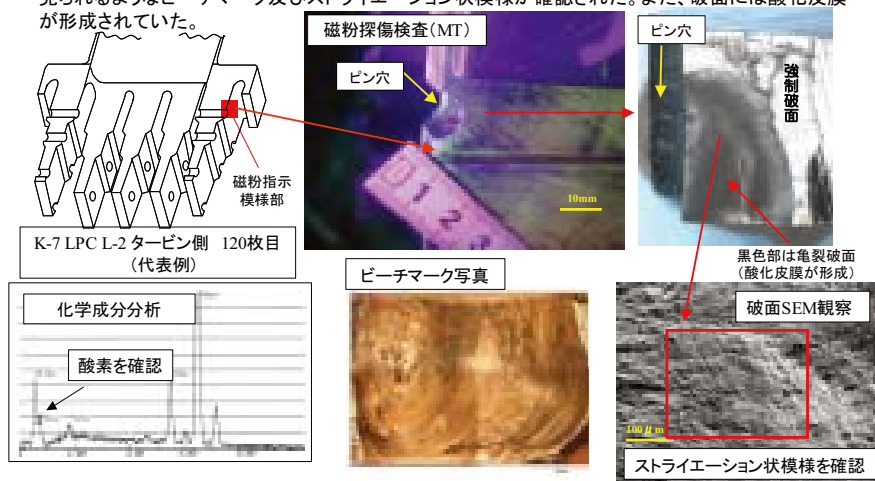 見られるようなビーチマーク及びストライエーション状模様が確認された。また、破面には酸化皮膜
が形成されていた。
磁粉探傷検査(MT)
ピン穴
10mm
磁粉指示
模様部
K-7 LPC L-2 タービン側 120枚目
(代表例)
ピン穴
強制破面
黒色部は亀裂破面
(酸化皮膜が形成)
化学成分分析
酸素を確認
ビーチマーク写真
破面SEM観察
100μm
ストライエーション状模様を確認